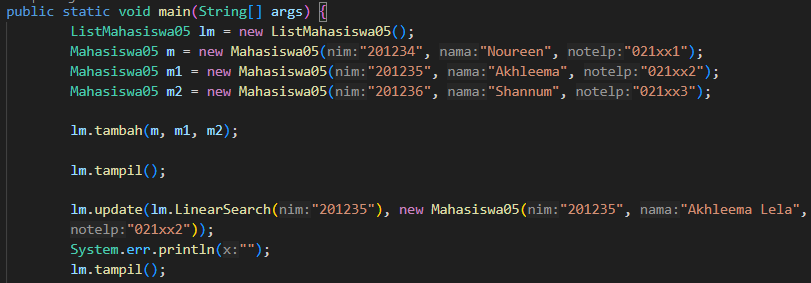 public static void main(String[] args) {
ListMahasiswa05 lm = new ListMahasiswa05();
Mahasiswa05 m = new Mahasiswa05(nim:"201234", nama:"Noureen", notelp:"021xx1");
Mahasiswa05 m1 = new Mahasiswa05(nim:"201235", nama:"Akhleema", notelp:"021xx2");
Mahasiswa05 m2 = new Mahasiswa05(nim:"201236", nama:"Shannum", notelp:"021xx3");
lm.tambah(m, m1, m2);
lm.tampil();
lm.update(lm.LinearSearch(nim:"201235"), new Mahasiswa05(nim:"201235", nama:"Akhleema Lela",
notelp:"021xx2"));
System.err.println(x:"");
lm.tampil();